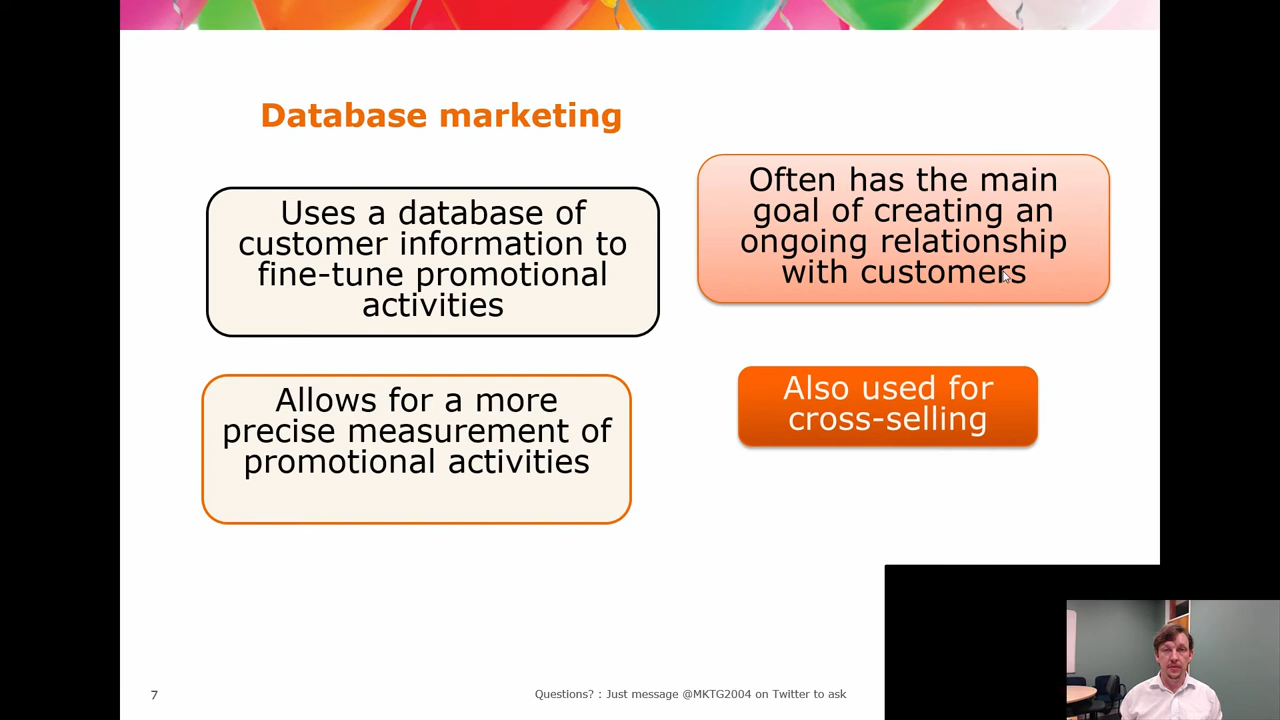 Database marketing
Uses a database of
customer information to
fine-tune promotional
activities
Often has the main
goal of creating an
ongoing relationship
with customers
Allows for a more
precise measurement of
promotional activities
Also used for
cross-selling
7
Questions? : Just message @MKTG2004 on Twitter to ask